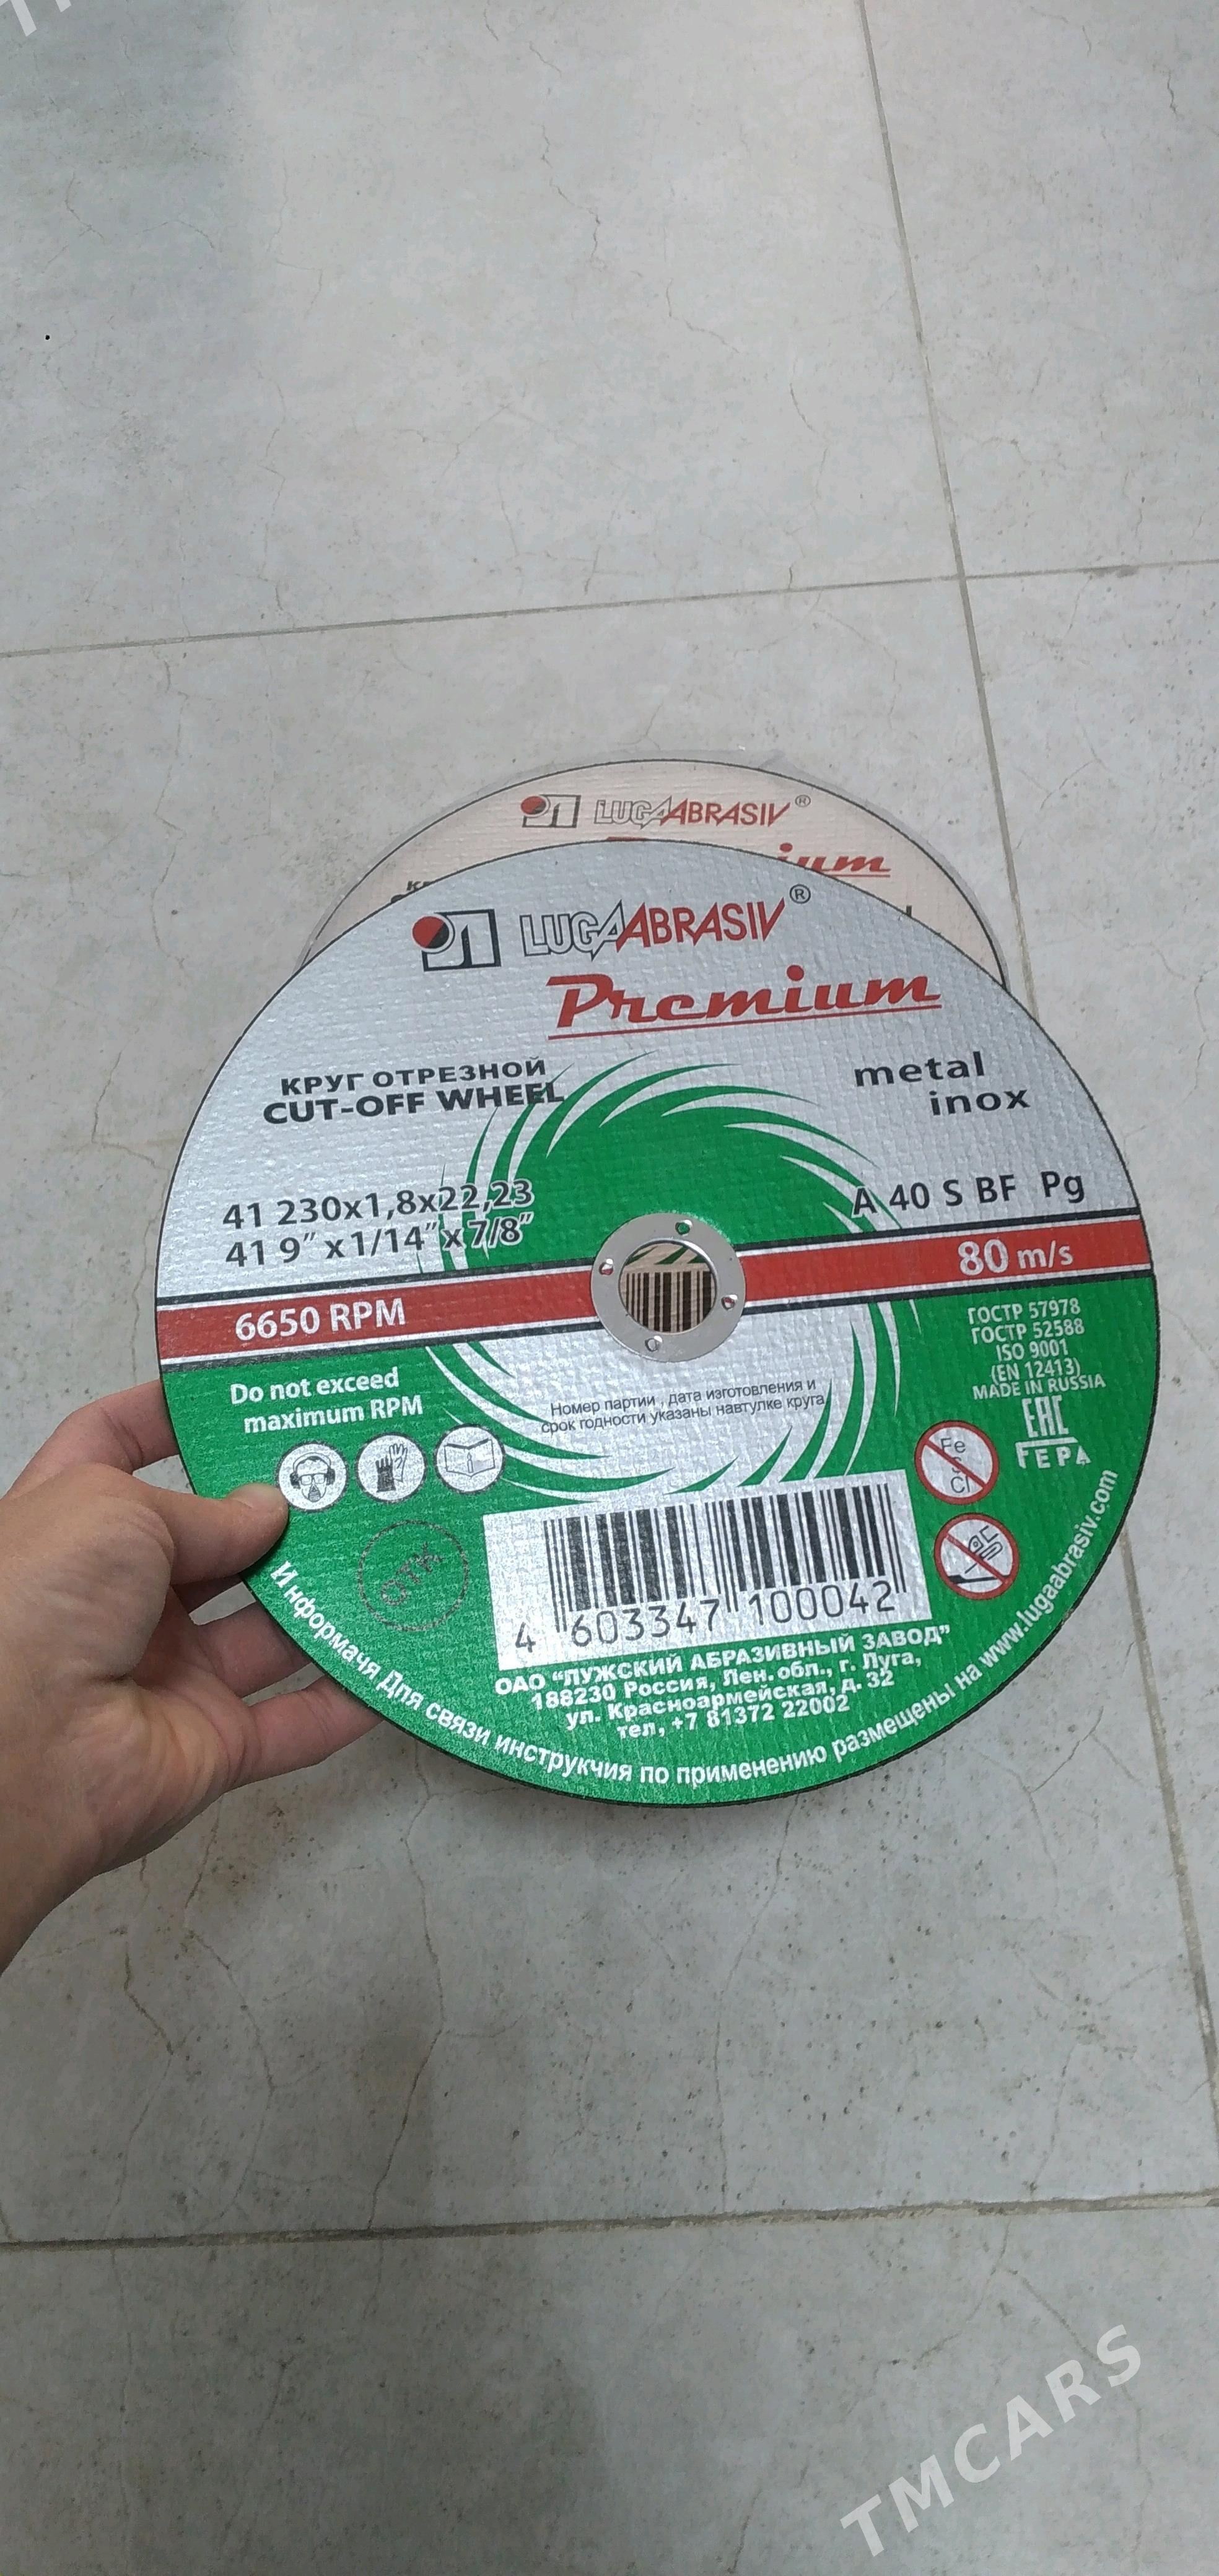 LUGAABRASIV®
LUGAABRASIV®
Premium
КРУГ ОТРЕЗНОЙ
CUT-OFF WHEEL
metal
inox
41 230x1,8x22,23
41 9" x 1/14" x 7/8"
A 40 S BF Pg
6650 RPM
80 m/s
Do not exceed
maximum RPM
ГОСТР 57978
ГОСТР 52588
ISO 9001
(EN 12413)
MADE IN RUSSIA
EAC
FEPA
Номер партии , дата изготовления и
срок годности указаны навтулке круга
Fe
S
Cl
ОТК
4 603347 100042
ОАО "ЛУЖСКИЙ АБРАЗИВНЫЙ ЗАВОД"
188230 Россия, Лен. обл., г. Луга,
ул. Красноармейская, д. 32
тел, +7 81372 22002
И нформачя Для связи инструкчия по применению размещены на www.lugaabrasiv.com
TMCARS